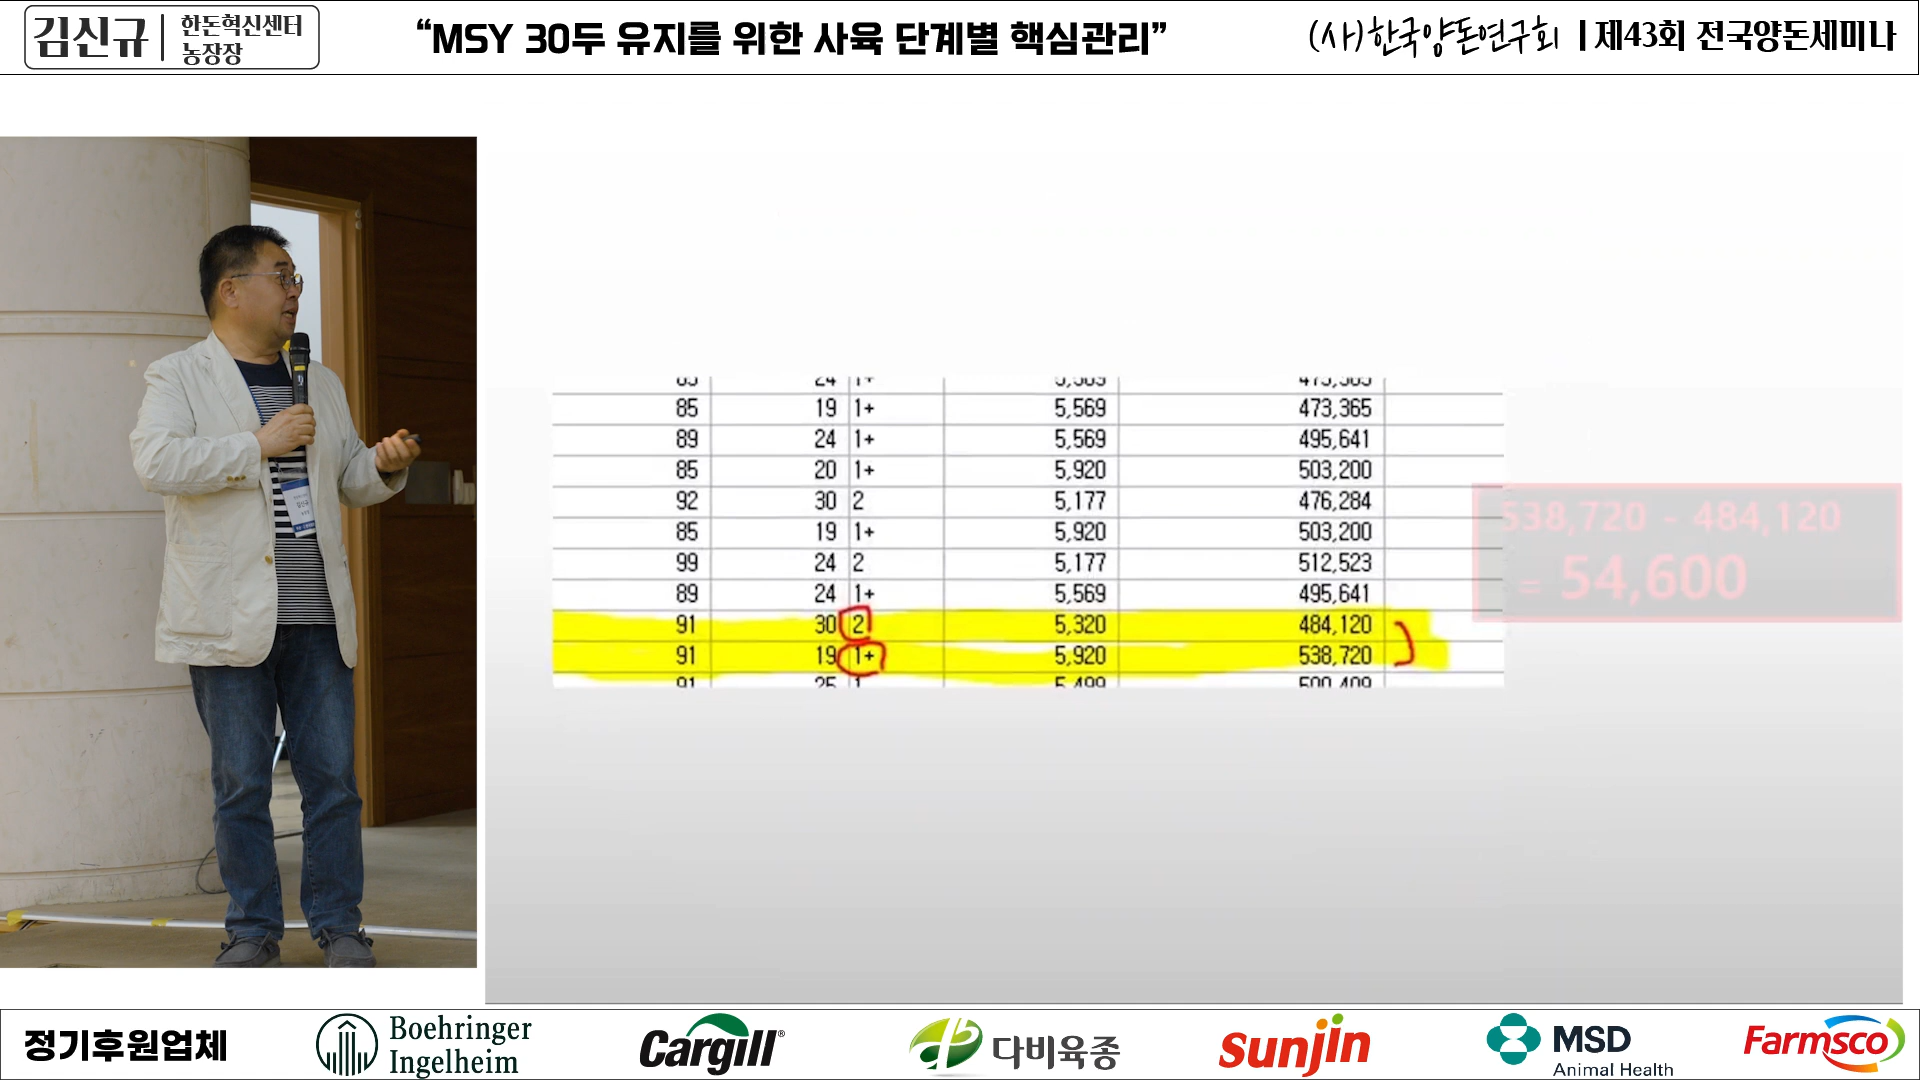 김신규 한돈혁신센터
농장장
“MSY 30두 유지를 위한 사육 단계별 핵심관리”
(사)한국양돈연구회 제43회 전국양돈세미나
85 19 1+ 5,569 473,365
89 24 1+ 5,569 495,641
85 20 1+ 5,920 503,200
92 30 2 5,177 476,284
85 19 1+ 5,920 503,200
99 24 2 5,177 512,523
89 24 1+ 5,569 495,641
91 30 2 5,320 484,120
91 19 1+ 5,920 538,720
91 25 1 5,499 500,409
538,720 - 484,120
= 54,600
정기후원업체
Boehringer
Ingelheim
Cargill®
다비육종
Sunjin
MSD
Animal Health
Farmsco